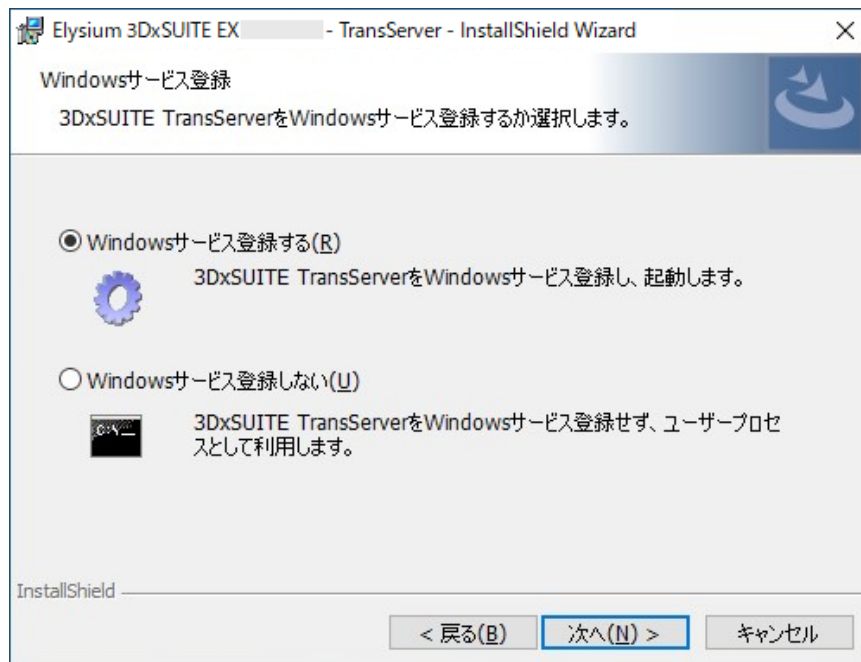 Elysium 3DxSUITE EX - TransServer - InstallShield Wizard
Windowsサービス登録
3DxSUITE TransServerをWindowsサービス登録するか選択します。
Windowsサービス登録する(R)
3DxSUITE TransServerをWindowsサービス登録し、起動します。
Windowsサービス登録しない(U)
C:\_
3DxSUITE TransServerをWindowsサービス登録せず、ユーザープロセ
スとして利用します。
InstallShield
< 戻る(B)
次へ(N) >
キャンセル